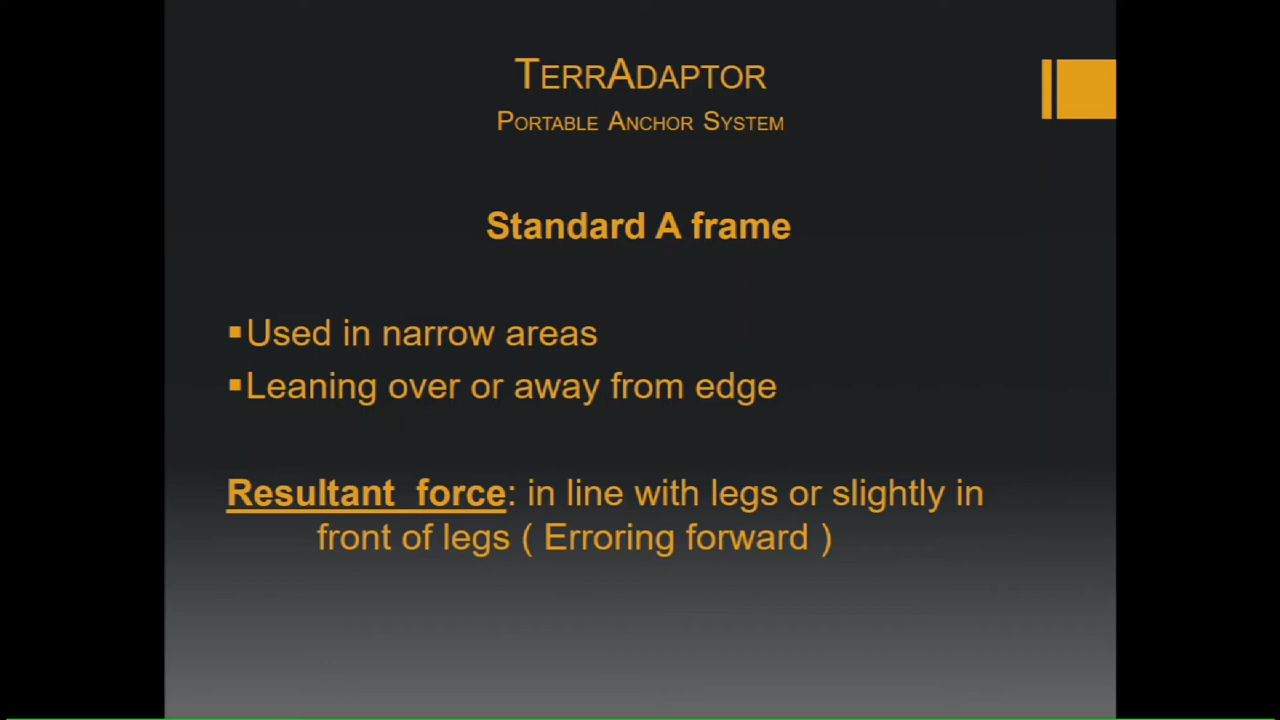 TERRADAPTOR
PORTABLE ANCHOR SYSTEM
Standard A frame
▪Used in narrow areas
▪Leaning over or away from edge
Resultant force: in line with legs or slightly in
front of legs ( Erroring forward )